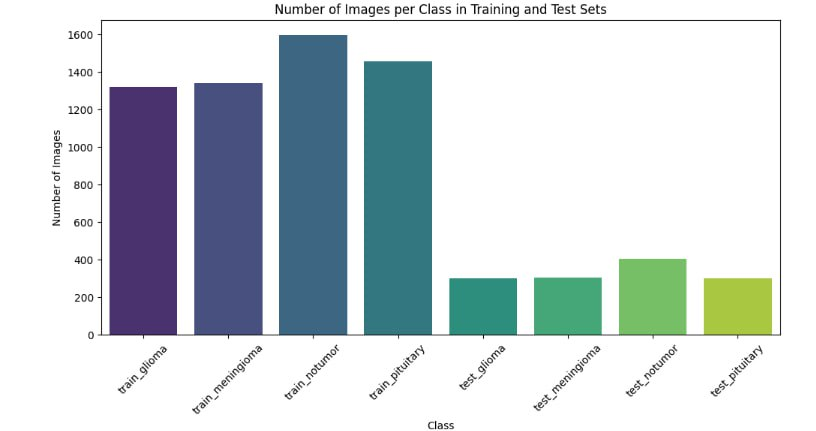 Number of Images per Class in Training and Test Sets
Number of Images
1600
1400
1200
1000
800
600
400
200
0
train_glioma
train_meningioma
train_notumor
train_pituitary
test_glioma
test_meningioma
test_notumor
test_pituitary
Class